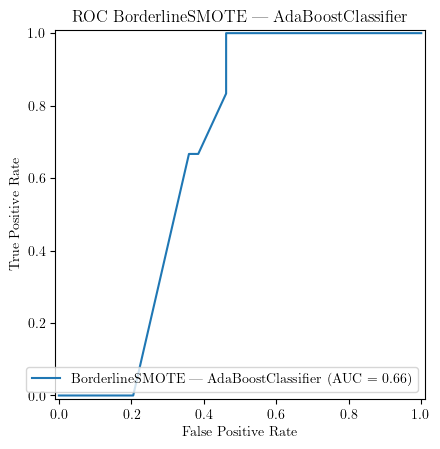 ROC BorderlineSMOTE — AdaBoostClassifier
1.0
0.8
0.6
0.4
0.2
0.0
True Positive Rate
BorderlineSMOTE — AdaBoostClassifier (AUC = 0.66)
0.0 0.2 0.4 0.6 0.8 1.0
False Positive Rate